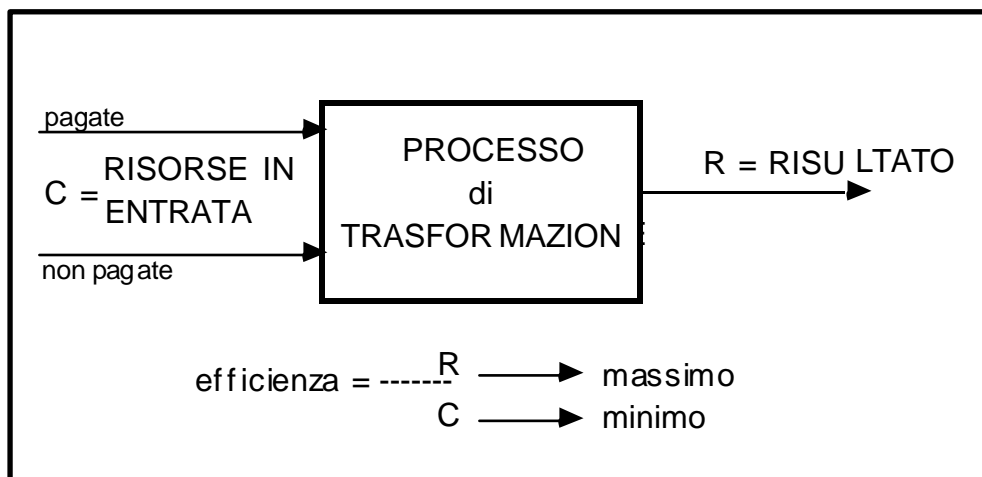 pagate
C = RISORSE IN
ENTRATA
non pagate
PROCESSO
di
TRASFORMAZIONE
R = RISULTATO
efficienza = -------
R massimo
C minimo